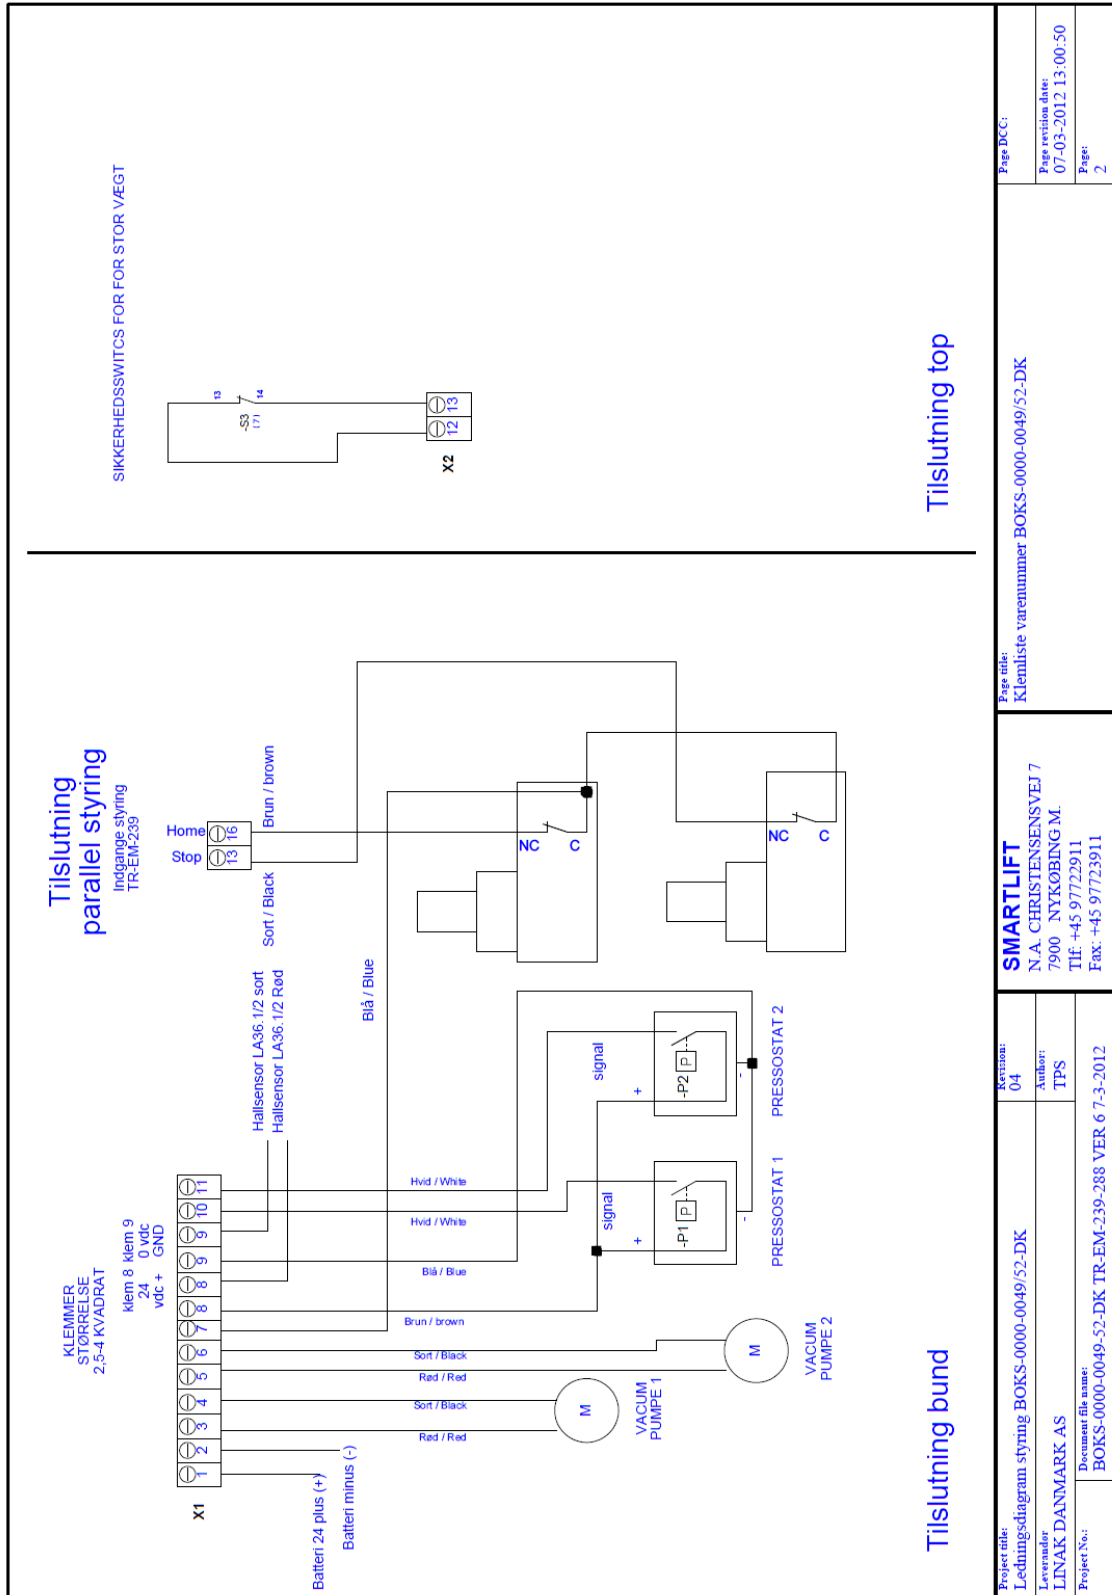 Tilslutning
parallel styring
Indgange styring
TR-EM-239
SIKKERHEDSSWITCS FOR FOR STOR VÆGT
KLEMMER
STØRRELSE
2,5-4 KVADRAT
klem 8 klem 9
24 0 vdc
vdc + GND
X1
1 2 3 4 5 6 7 8 8 9 9 10 11
Batteri 24 plus (+)
Batteri minus (-)
Rød / Red
Sort / Black
Rød / Red
Sort / Black
Brun / brown
Blå / Blue
Hvid / White
Hvid / White
Hallsensor LA36.1/2 sort
Hallsensor LA36.1/2 Rød
Stop 13
Home 16
Sort / Black
Brun / brown
Blå / Blue
M
VACUM
PUMPE 1
M
VACUM
PUMPE 2
signal
+
-P1 P
-
PRESSOSTAT 1
signal
+
-P2 P
-
PRESSOSTAT 2
NC C
NC C
13
14
-S3
X2
12 13
Tilslutning bund
Tilslutning top
Project title:
Ledningsdiagram styring BOKS-0000-0049/52-DK
Revision:
04
Leverandor
LINAK DANMARK AS
Author:
TPS
Project No.:
Document file name:
BOKS-0000-0049-52-DK TR-EM-239-288 VER 6 7-3-2012
SMARTLIFT
N.A. CHRISTENSENSVEJ 7
7900 NYKØBING M.
Tlf: +45 97722911
Fax: +45 97723911
Page title:
Klemliste varenummer BOKS-0000-0049/52-DK
Page DCC:
Page revision date:
07-03-2012 13:00:50
Page:
2